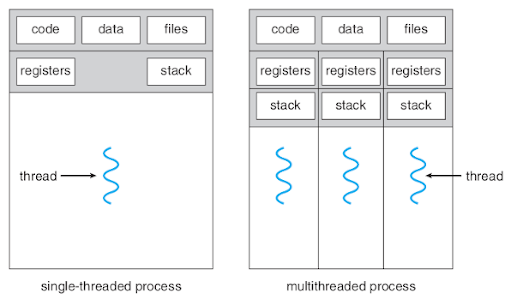 code data files
registers stack
thread
single-threaded process
code data files
registers registers registers
stack stack stack
thread
multithreaded process